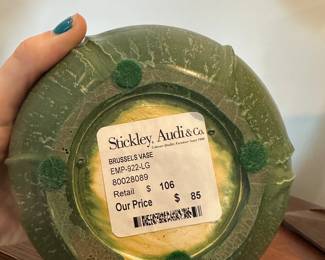 Stickley, Audi & Co.
BRUSSELS VASE
EMP-922-LG
80028089
Retail $ 106
Our Price $ 85